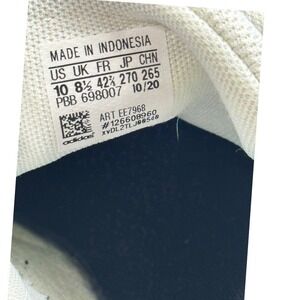 MADE IN INDONESIA
US UK FR JP CHN
10 8½ 42⅔ 270 265
PBB 698007 10/20
ART EF7968
#126608960
adidas